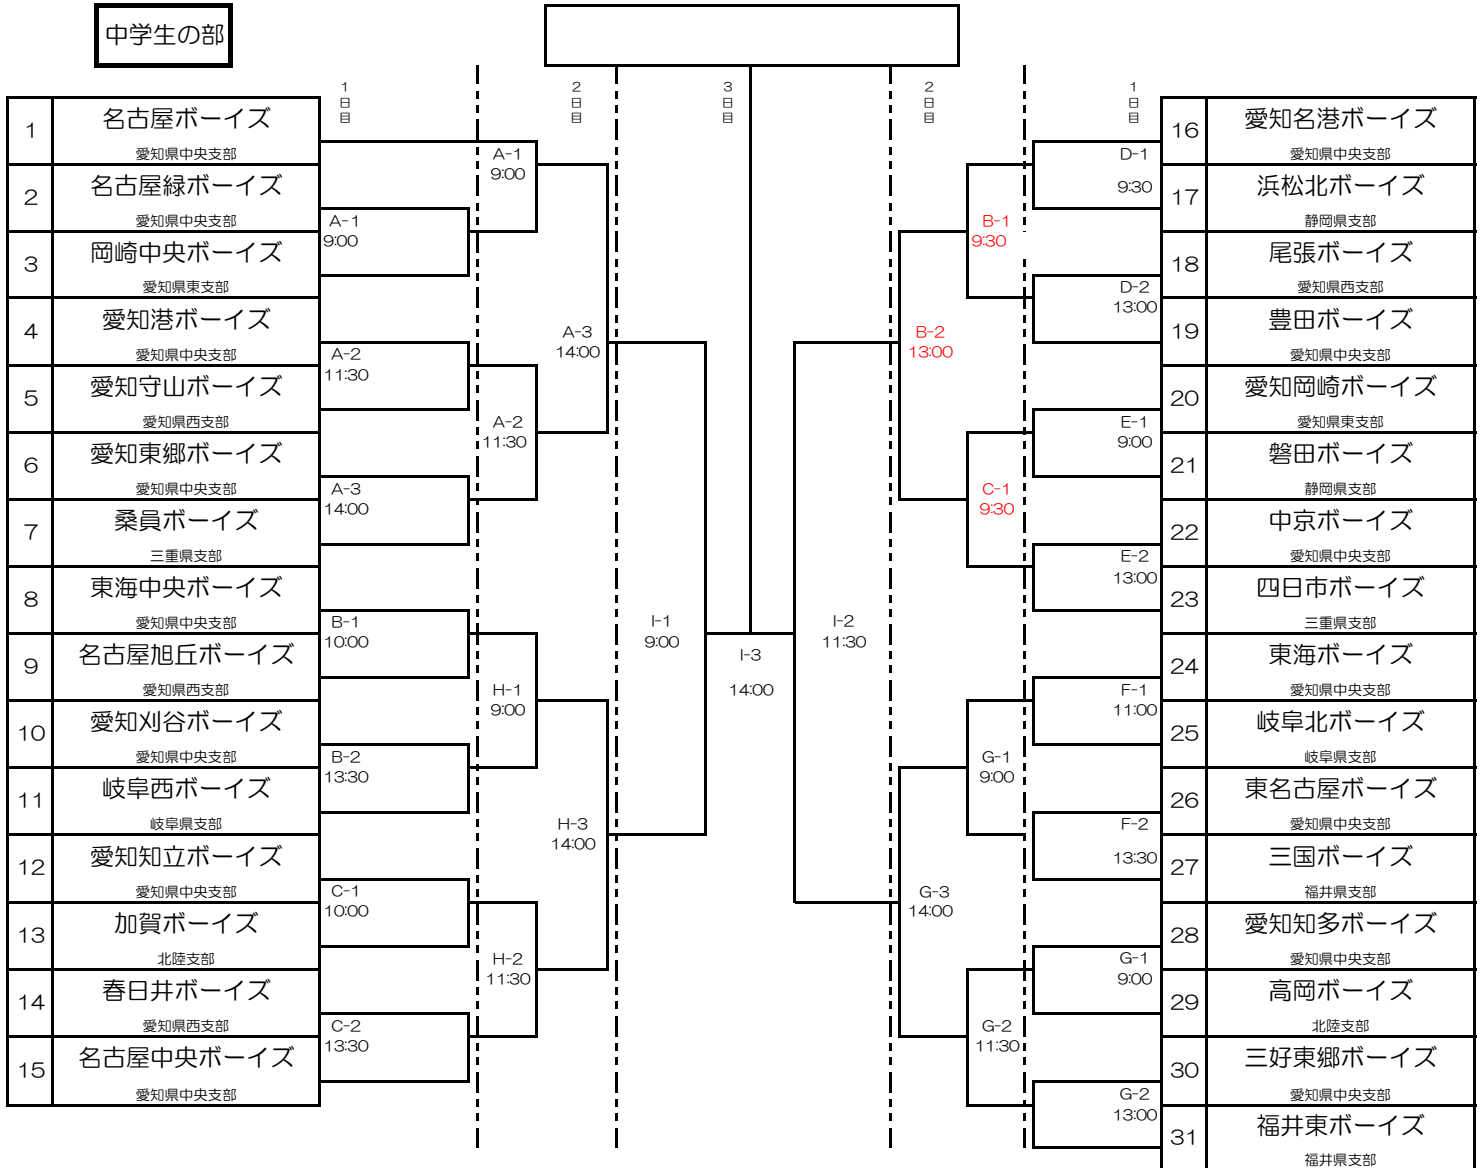 中学生の部
1日目
2日目
3日目
2日目
1日目
1
名古屋ボーイズ
愛知県中央支部
2
名古屋緑ボーイズ
愛知県中央支部
3
岡崎中央ボーイズ
愛知県東支部
4
愛知港ボーイズ
愛知県中央支部
5
愛知守山ボーイズ
愛知県西支部
6
愛知東郷ボーイズ
愛知県中央支部
7
桑員ボーイズ
三重県支部
8
東海中央ボーイズ
愛知県中央支部
9
名古屋旭丘ボーイズ
愛知県西支部
10
愛知刈谷ボーイズ
愛知県中央支部
11
岐阜西ボーイズ
岐阜県支部
12
愛知知立ボーイズ
愛知県中央支部
13
加賀ボーイズ
北陸支部
14
春日井ボーイズ
愛知県西支部
15
名古屋中央ボーイズ
愛知県中央支部
A-1
9:00
A-2
11:30
A-3
14:00
B-1
10:00
B-2
13:30
C-1
10:00
C-2
13:30
A-1
9:00
A-2
11:30
H-1
9:00
H-2
11:30
A-3
14:00
H-3
14:00
I-1
9:00
I-3
14:00
I-2
11:30
B-2
13:00
G-3
14:00
B-1
9:30
C-1
9:30
G-1
9:00
G-2
11:30
D-1
9:30
D-2
13:00
E-1
9:00
E-2
13:00
F-1
11:00
F-2
13:30
G-1
9:00
G-2
13:00
16
愛知名港ボーイズ
愛知県中央支部
17
浜松北ボーイズ
静岡県支部
18
尾張ボーイズ
愛知県西支部
19
豊田ボーイズ
愛知県中央支部
20
愛知岡崎ボーイズ
愛知県東支部
21
磐田ボーイズ
静岡県支部
22
中京ボーイズ
愛知県中央支部
23
四日市ボーイズ
三重県支部
24
東海ボーイズ
愛知県中央支部
25
岐阜北ボーイズ
岐阜県支部
26
東名古屋ボーイズ
愛知県中央支部
27
三国ボーイズ
福井県支部
28
愛知知多ボーイズ
愛知県中央支部
29
高岡ボーイズ
北陸支部
30
三好東郷ボーイズ
愛知県中央支部
31
福井東ボーイズ
福井県支部